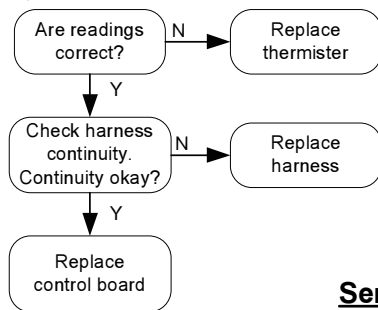 Are readings
correct?
N
Replace
thermister
Y
Check harness
continuity.
Continuity okay?
N
Replace
harness
Y
Replace
control board